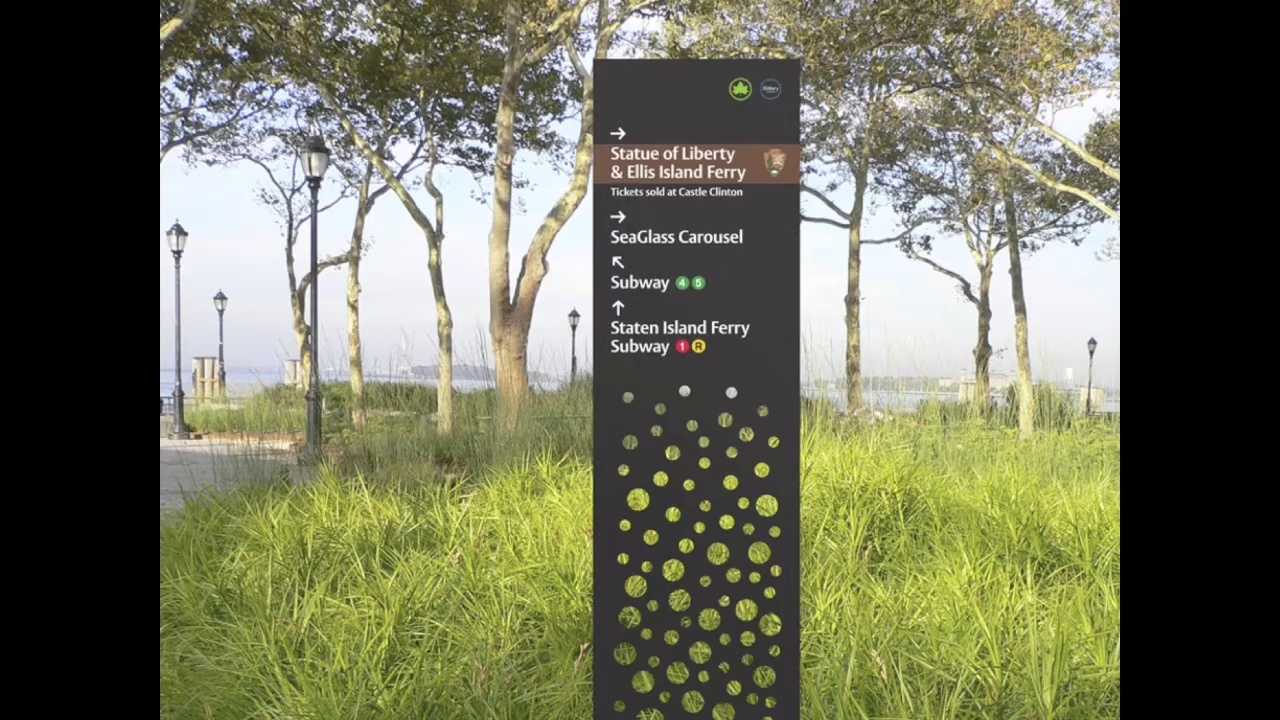 →
Statue of Liberty
& Ellis Island Ferry
Tickets sold at Castle Clinton
→
SeaGlass Carousel
↖
Subway 4 5
↑
Staten Island Ferry
Subway 1 R